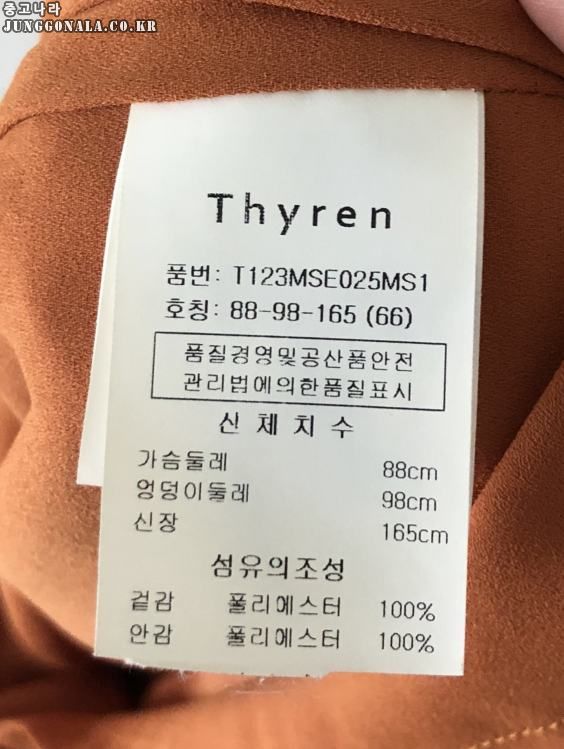 중고나라
JUNGGONALA.CO.KR
Thyren
품번: T123MSE025MS1
호칭: 88-98-165 (66)
품질경영및공산품안전
관리법에의한품질표시
신체치수
가슴둘레 88cm
엉덩이둘레 98cm
신장 165cm
섬유의조성
겉감 폴리에스터 100%
안감 폴리에스터 100%